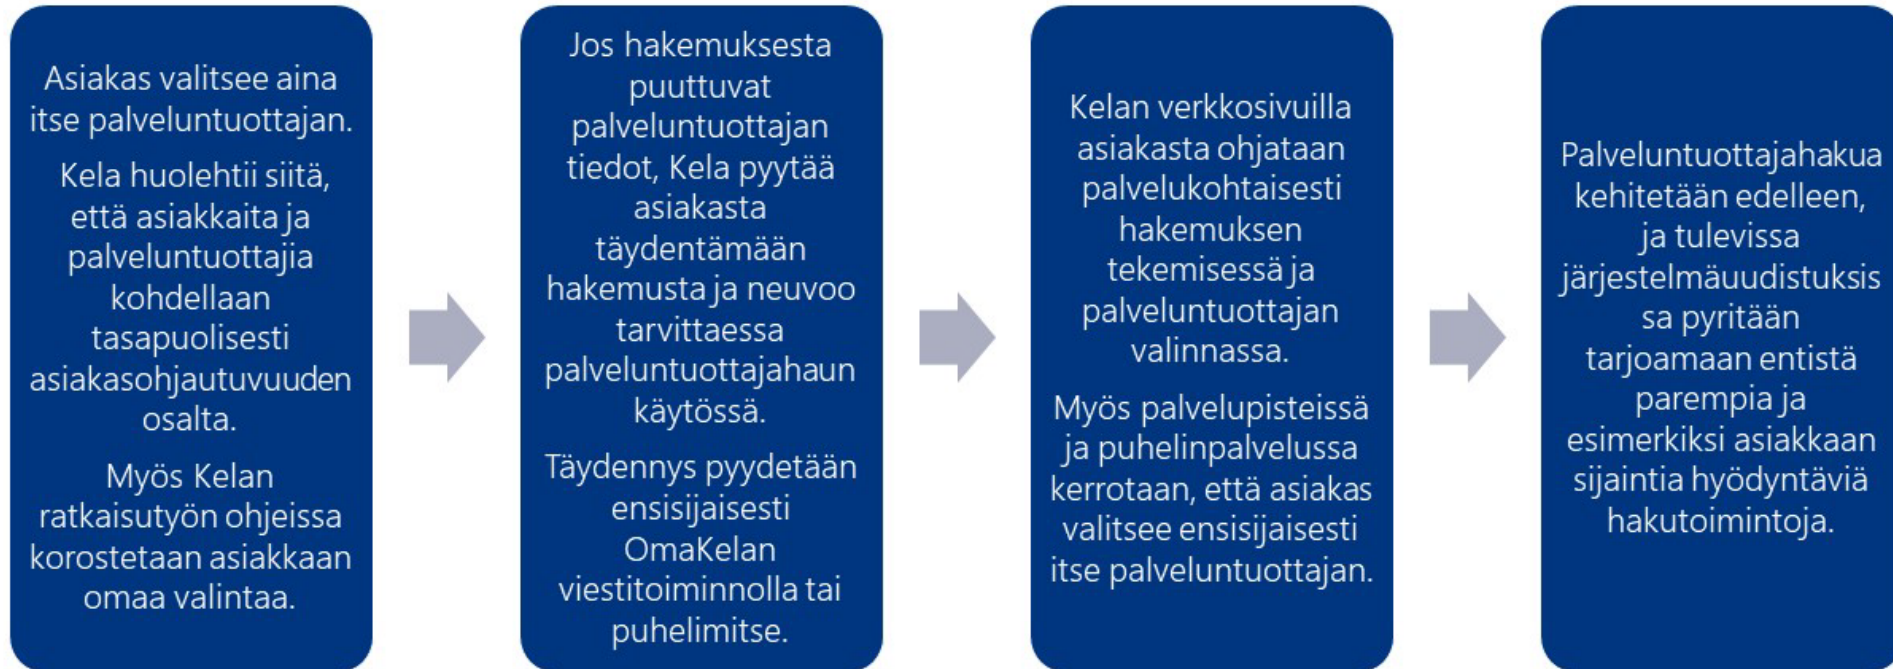 Asiakas valitsee aina
itse palveluntuottajan.
Kela huolehtii siitä,
että asiakkaita ja
palveluntuottajia
kohdellaan
tasapuolisesti
asiakasohjautuvuuden
osalta.
Myös Kelan
ratkaisutyön ohjeissa
korostetaan asiakkaan
omaa valintaa.
Jos hakemuksesta
puuttuvat
palveluntuottajan
tiedot, Kela pyytää
asiakasta
täydentämään
hakemusta ja neuvoo
tarvittaessa
palveluntuottajahaun
käytössä.
Täydennys pyydetään
ensisijaisesti
OmaKelan
viestitoiminnolla tai
puhelimitse.
Kelan verkkosivuilla
asiakasta ohjataan
palvelukohtaisesti
hakemuksen
tekemisessä ja
palveluntuottajan
valinnassa.
Myös palvelupisteissä
ja puhelinpalvelussa
kerrotaan, että asiakas
valitsee ensisijaisesti
itse palveluntuottajan.
Palveluntuottajahakua
kehitetään edelleen,
ja tulevissa
järjestelmäuudistuksis
sa pyritään
tarjoamaan entistä
parempia ja
esimerkiksi asiakkaan
sijaintia hyödyntäviä
hakutoimintoja.